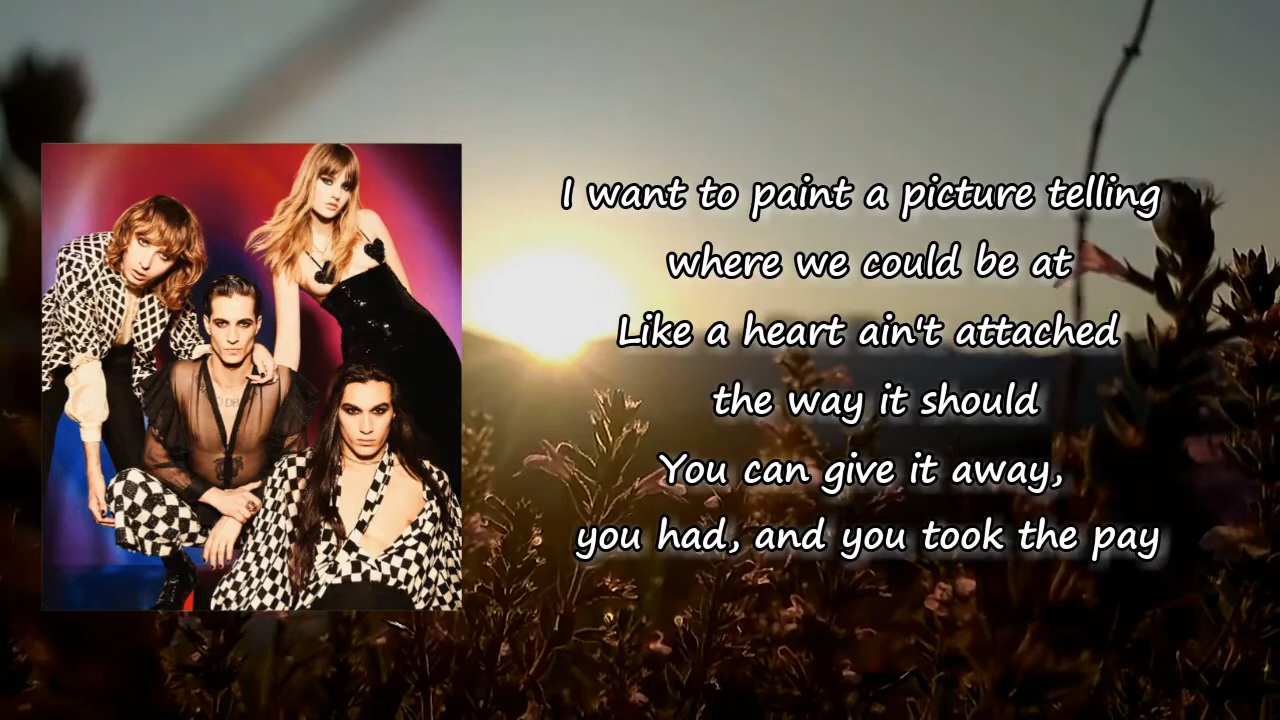 I want to paint a picture telling
where we could be at
Like a heart ain't attached
the way it should
You can give it away,
you had, and you took the pay